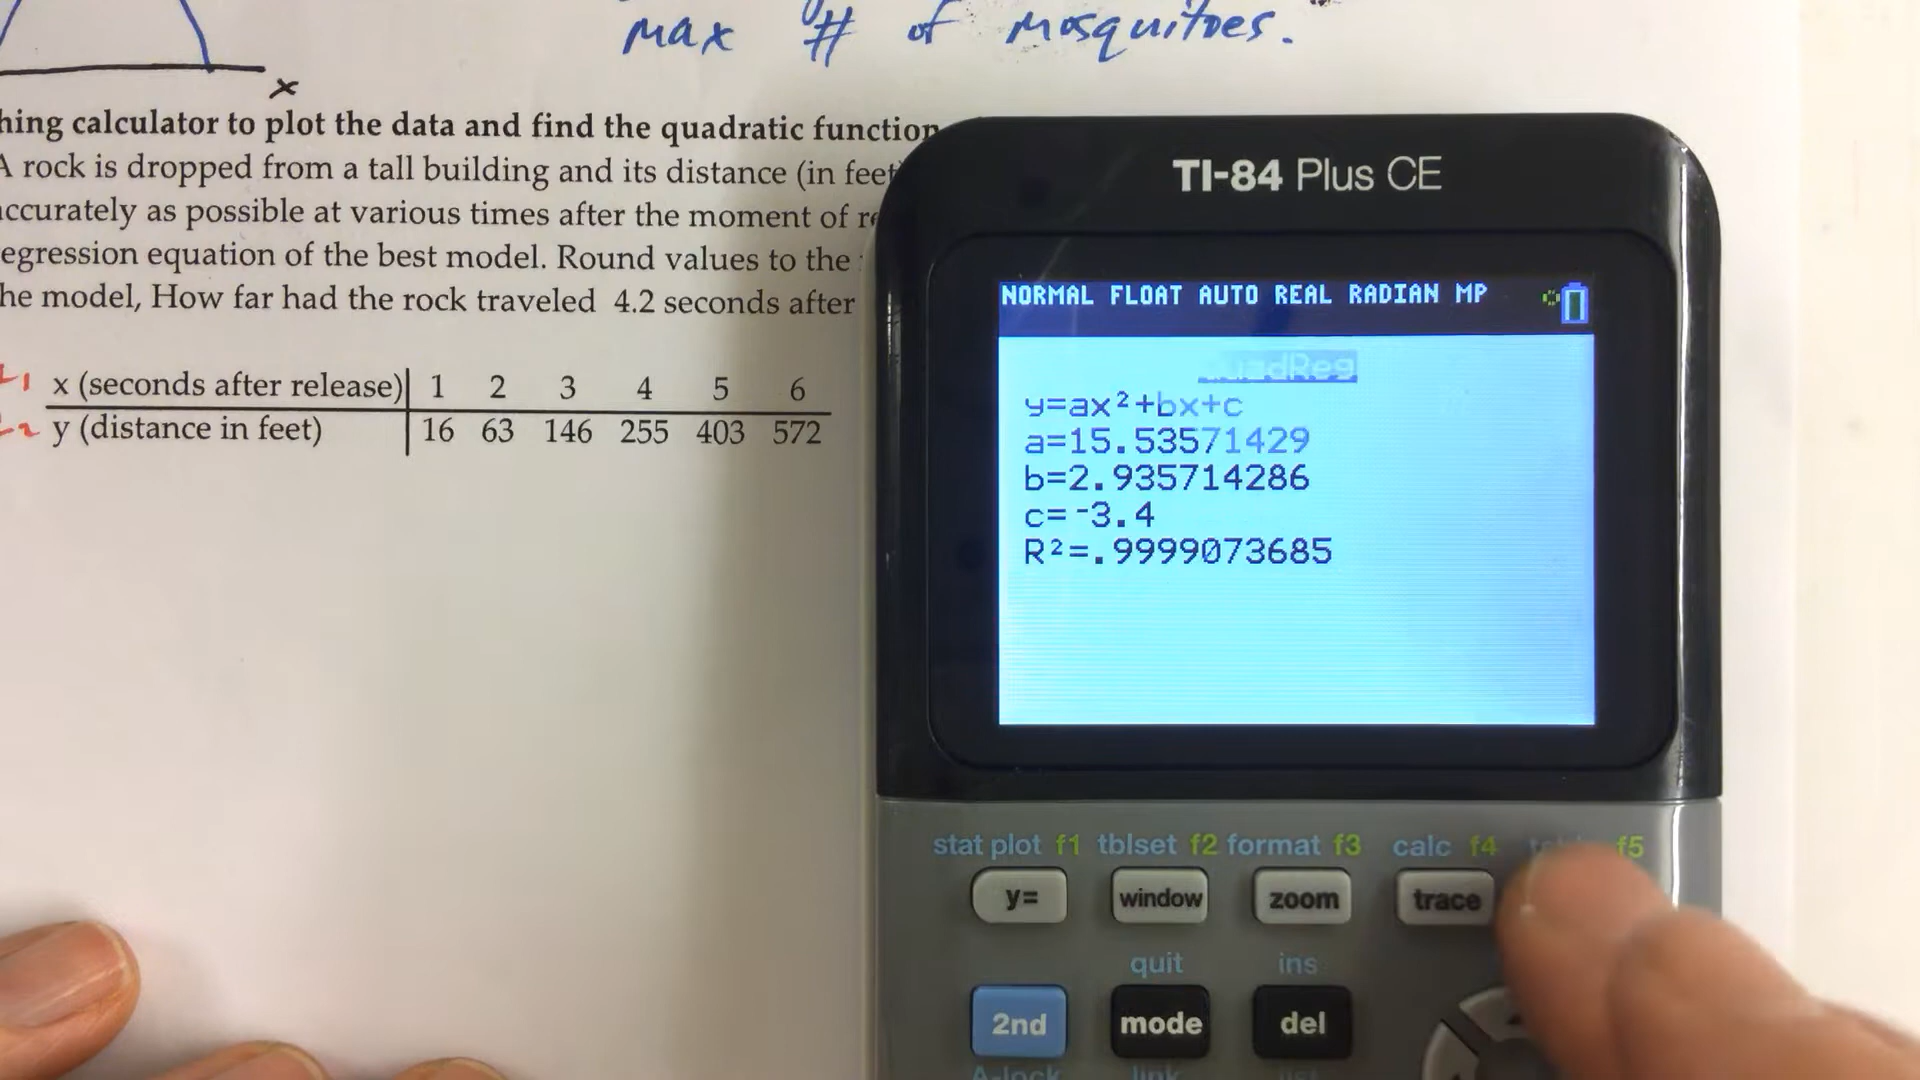 max # of mosquitoes.
x
hing calculator to plot the data and find the quadratic function
A rock is dropped from a tall building and its distance (in feet
accurately as possible at various times after the moment of re
egression equation of the best model. Round values to the
he model, How far had the rock traveled 4.2 seconds after
L1 x (seconds after release) 1 2 3 4 5 6
y (distance in feet) 16 63 146 255 403 572
TI-84 Plus CE
NORMAL FLOAT AUTO REAL RADIAN MP
QuadReg
y=ax²+bx+c
a=15.53571429
b=2.935714286
c=-3.4
R²=.9999073685
stat plot f1 tblset f2 format f3 calc f4 f5
y= window zoom trace
quit ins
2nd mode del
A-lock link